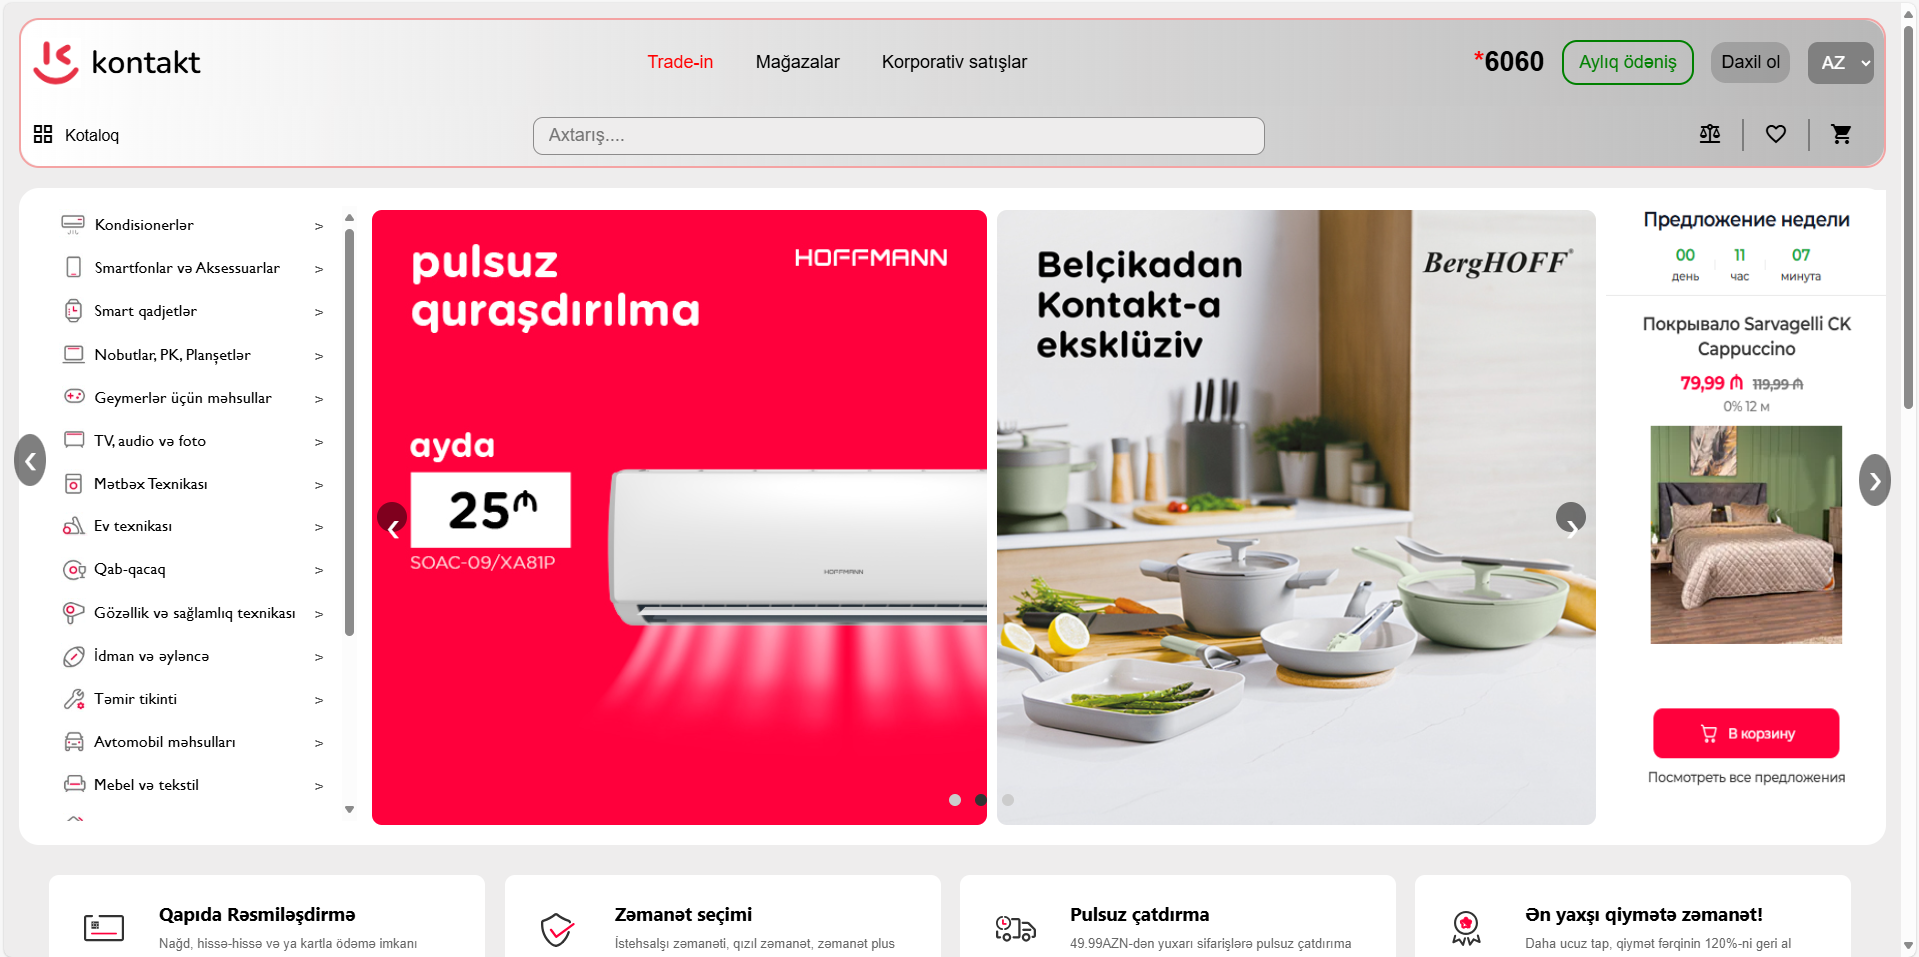 kontakt
Trade-in
Mağazalar
Korporativ satışlar
*6060
Aylıq ödəniş
Daxil ol
AZ
Kotaloq
Axtarış....
Kondisionerlər >
Smartfonlar və Aksessuarlar >
Smart qadjetlər >
Nobutlar, PK, Planşetlər >
Geymerlər üçün məhsullar >
TV, audio və foto >
Mətbəx Texnikası >
Ev texnikası >
Qab-qacaq >
Gözəllik və sağlamlıq texnikası >
İdman və əyləncə >
Təmir tikinti >
Avtomobil məhsulları >
Mebel və tekstil >
pulsuz
quraşdırılma
HOFFMANN
ayda
25₼
SOAC-09/XA81P
HOFFMANN
Belçikadan
Kontakt-a
eksklüziv
BergHOFF®
Предложение недели
00 11 07
день час минута
Покрывало Sarvagelli CK
Cappuccino
79,99 ₼ 119,99 ₼
0% 12 м
В корзину
Посмотреть все предложения
Qapıda Rəsmiləşdirmə
Nağd, hissə-hissə və ya kartla ödəmə imkanı
Zəmanət seçimi
İstehsalşı zəmanəti, qızıl zəmanət, zəmanət plus
Pulsuz çatdırma
49.99AZN-dən yuxarı sifarişlərə pulsuz çatdırıma
Ən yaxşı qiymətə zəmanət!
Daha ucuz tap, qiymət fərqinin 120%-ni geri al